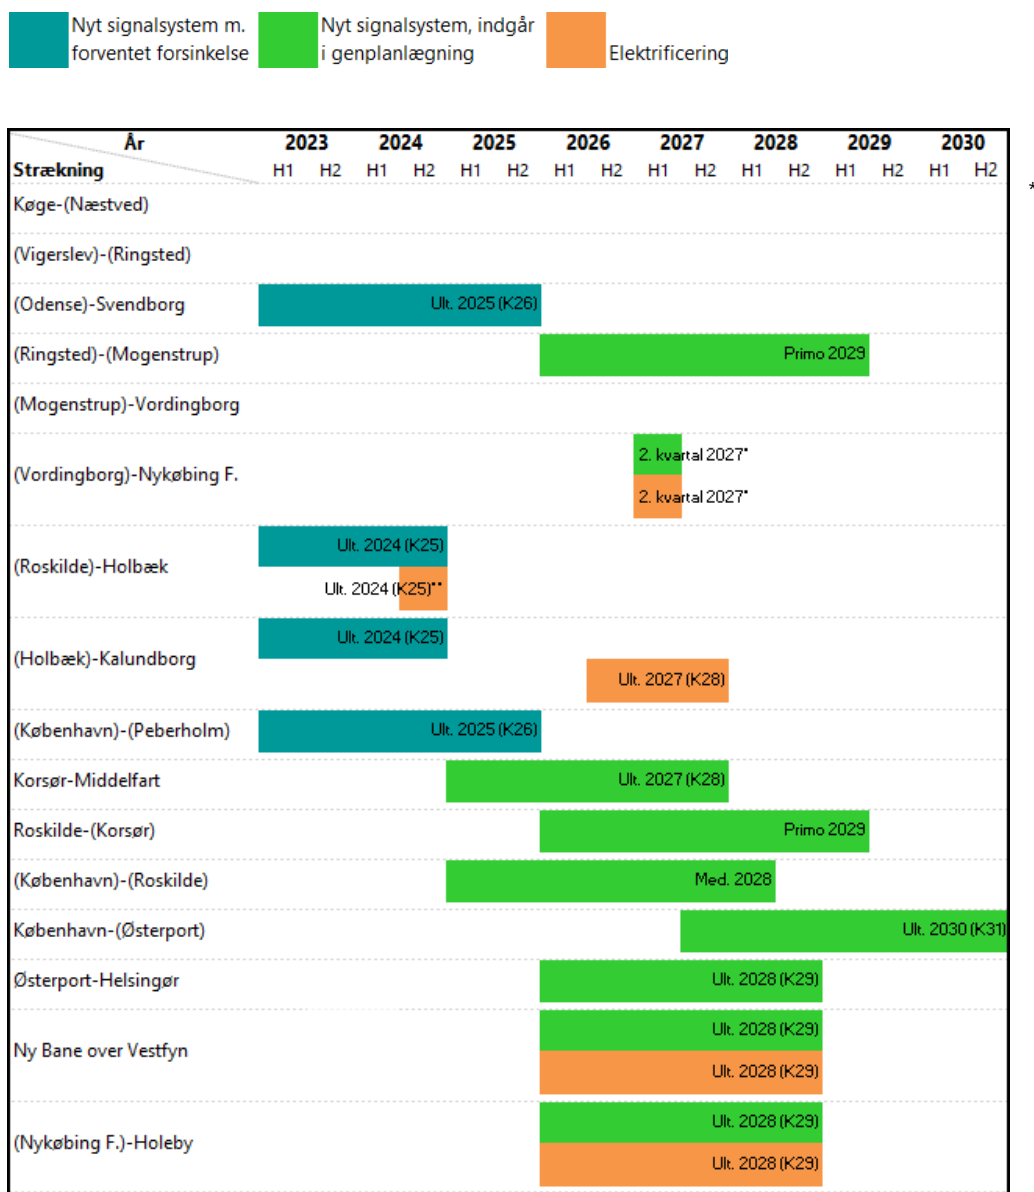 Nyt signalsystem m. forventet forsinkelse
Nyt signalsystem, indgår i genplanlægning
Elektrificering
År 2023 2024 2025 2026 2027 2028 2029 2030
Strækning H1 H2 H1 H2 H1 H2 H1 H2 H1 H2 H1 H2 H1 H2 H1 H2
*
Køge-(Næstved)
(Vigerslev)-(Ringsted)
(Odense)-Svendborg Ult. 2025 (K26)
(Ringsted)-(Mogenstrup) Primo 2029
(Mogenstrup)-Vordingborg
(Vordingborg)-Nykøbing F.
2. kvartal 2027*
2. kvartal 2027*
(Roskilde)-Holbæk
Ult. 2024 (K25)
Ult. 2024 (K25)**
(Holbæk)-Kalundborg
Ult. 2024 (K25)
Ult. 2027 (K28)
(København)-(Peberholm) Ult. 2025 (K26)
Korsør-Middelfart Ult. 2027 (K28)
Roskilde-(Korsør) Primo 2029
(København)-(Roskilde) Med. 2028
København-(Østerport) Ult. 2030 (K31)
Østerport-Helsingør Ult. 2028 (K29)
Ny Bane over Vestfyn
Ult. 2028 (K29)
Ult. 2028 (K29)
(Nykøbing F.)-Holeby
Ult. 2028 (K29)
Ult. 2028 (K29)